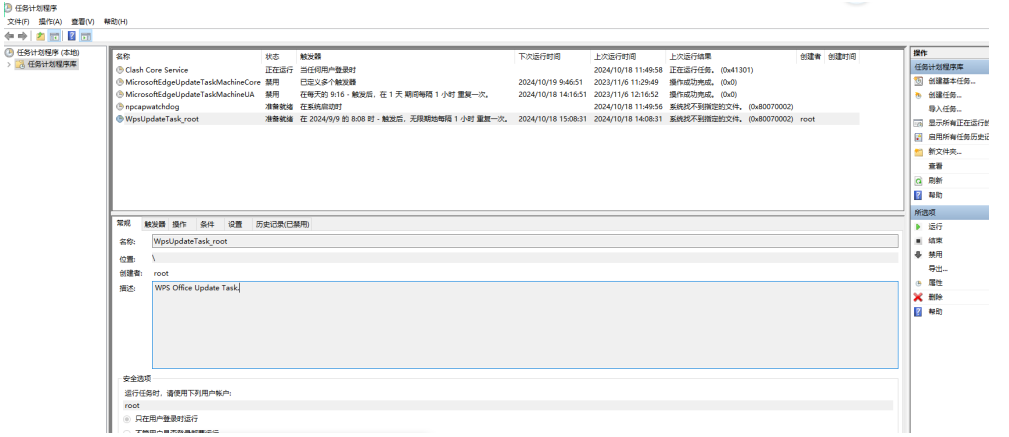 任务计划程序
文件(F) 操作(A) 查看(V) 帮助(H)
任务计划程序 (本地)
任务计划程序库
名称 状态 触发器 下次运行时间 上次运行时间 上次运行结果 创建者 创建时间
Clash Core Service 正在运行 当任何用户登录时 2024/10/18 11:49:58 正在运行任务。 (0x41301)
MicrosoftEdgeUpdateTaskMachineCore 禁用 已定义多个触发器 2024/10/19 9:46:51 2023/11/6 11:29:49 操作成功完成。 (0x0)
MicrosoftEdgeUpdateTaskMachineUA 禁用 在每天的 9:16 - 触发后，在 1 天 期间每隔 1 小时 重复一次。 2024/10/18 14:16:51 2023/11/6 12:16:52 操作成功完成。 (0x0)
npcapwatchdog 准备就绪 在系统启动时 2024/10/18 11:49:56 系统找不到指定的文件。 (0x80070002)
WpsUpdateTask_root 准备就绪 在 2024/9/9 的 8:08 时 - 触发后，无限期地每隔 1 小时 重复一次。 2024/10/18 15:08:31 2024/10/18 14:08:31 系统找不到指定的文件。 (0x80070002) root
常规 触发器 操作 条件 设置 历史记录(已禁用)
名称: WpsUpdateTask_root
位置: \
创建者: root
描述: WPS Office Update Task.
安全选项
运行任务时，请使用下列用户帐户:
root
只在用户登录时运行
不管用户是否登录都要运行
操作
任务计划程序库
创建基本任务...
创建任务...
导入任务...
显示所有正在运行的
启用所有任务历史记
新文件夹...
查看
刷新
帮助
所选项
运行
结束
禁用
导出...
属性
删除
帮助